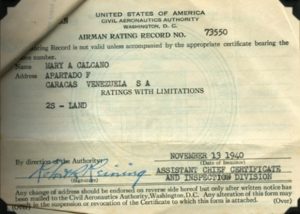 UNITED STATES OF AMERICA
CIVIL AERONAUTICS AUTHORITY
WASHINGTON, D. C.
AIRMAN RATING RECORD NO. 73550
Rating Record is not valid unless accompanied by the appropriate certificate bearing the
number.
Name MARY A CALCANO
Address APARTADO F
CARACAS VENEZUELA S A
RATINGS WITH LIMITATIONS
2S - LAND
NOVEMBER 13 1940
(Date of Issuance)
By direction of the Authority:
ASSISTANT CHIEF CERTIFICATE
AND INSPECTION DIVISION
Any change of address should be endorsed on reverse side hereof but only after written notice has
been mailed to the Civil Aeronautics Authority, Washington, D. C. Any alteration of this form may
in the suspension or revocation of the Certificate to which this form is attached.
(Over)